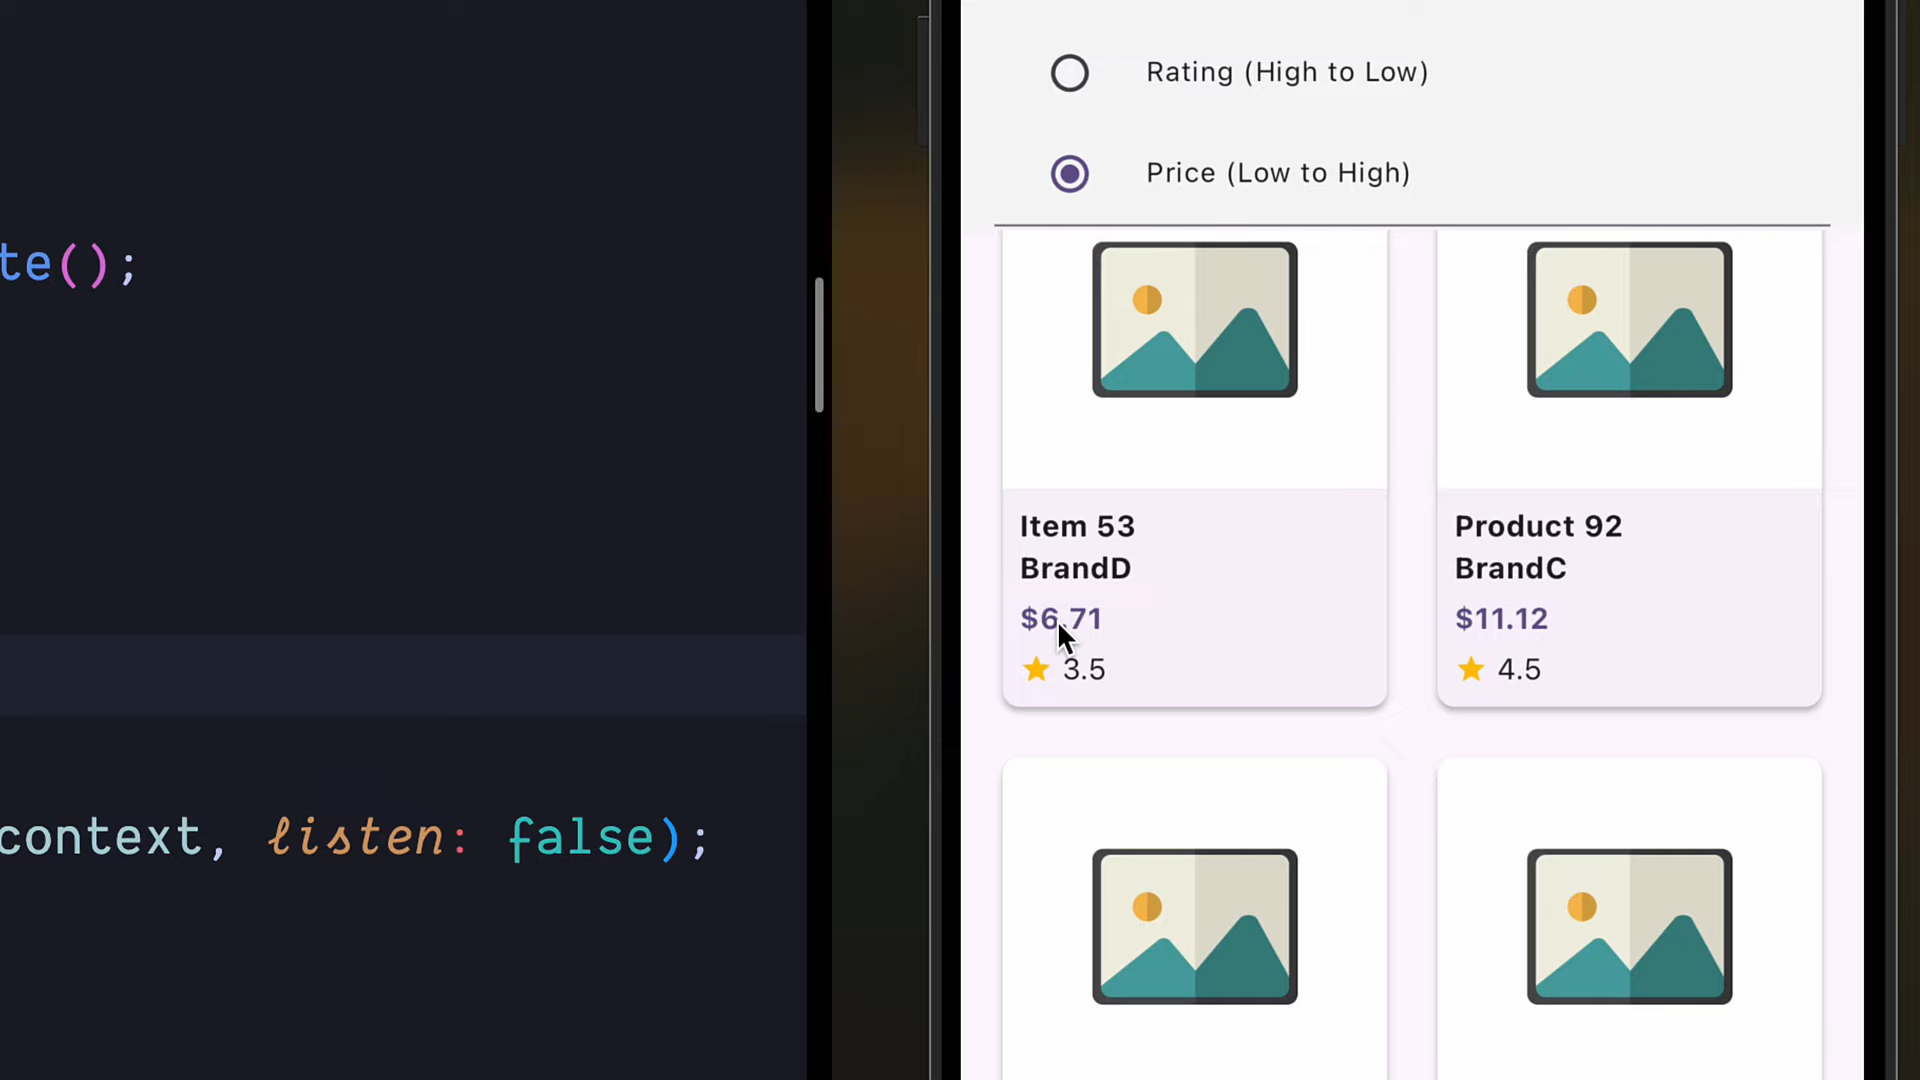 te();
context, listen: false);
Rating (High to Low)
Price (Low to High)
Item 53
BrandD
$6.71
3.5
Product 92
BrandC
$11.12
4.5